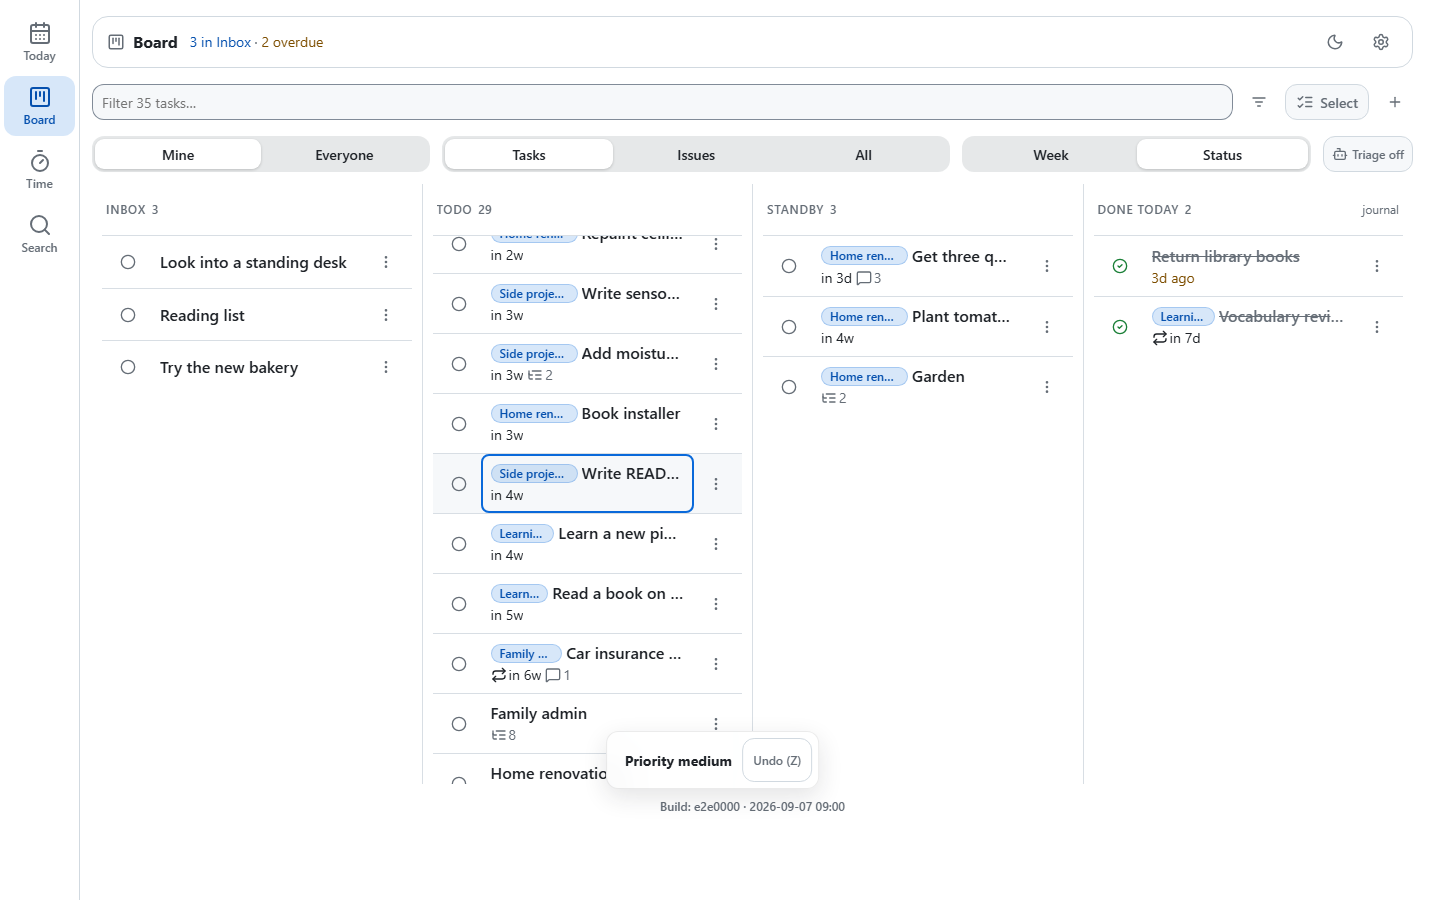 Today
Board
Time
Search
Board 3 in Inbox · 2 overdue
Filter 35 tasks...
Select
Mine
Everyone
Tasks
Issues
All
Week
Status
Triage off
INBOX 3
Look into a standing desk
Reading list
Try the new bakery
TODO 29
in 2w
Side proje... Write senso...
in 3w
Side proje... Add moistu...
in 3w 2
Home ren... Book installer
in 3w
Side proje... Write READ...
in 4w
Learni... Learn a new pi...
in 4w
Learn... Read a book on ...
in 5w
Family ... Car insurance ...
in 6w 1
Family admin
8
Home renovatio
STANDBY 3
Home ren... Get three q...
in 3d 3
Home ren... Plant tomat...
in 4w
Home ren... Garden
2
DONE TODAY 2
journal
Return library books
3d ago
Learni... Vocabulary revi...
in 7d
Priority medium
Undo (Z)
Build: e2e0000 · 2026-09-07 09:00